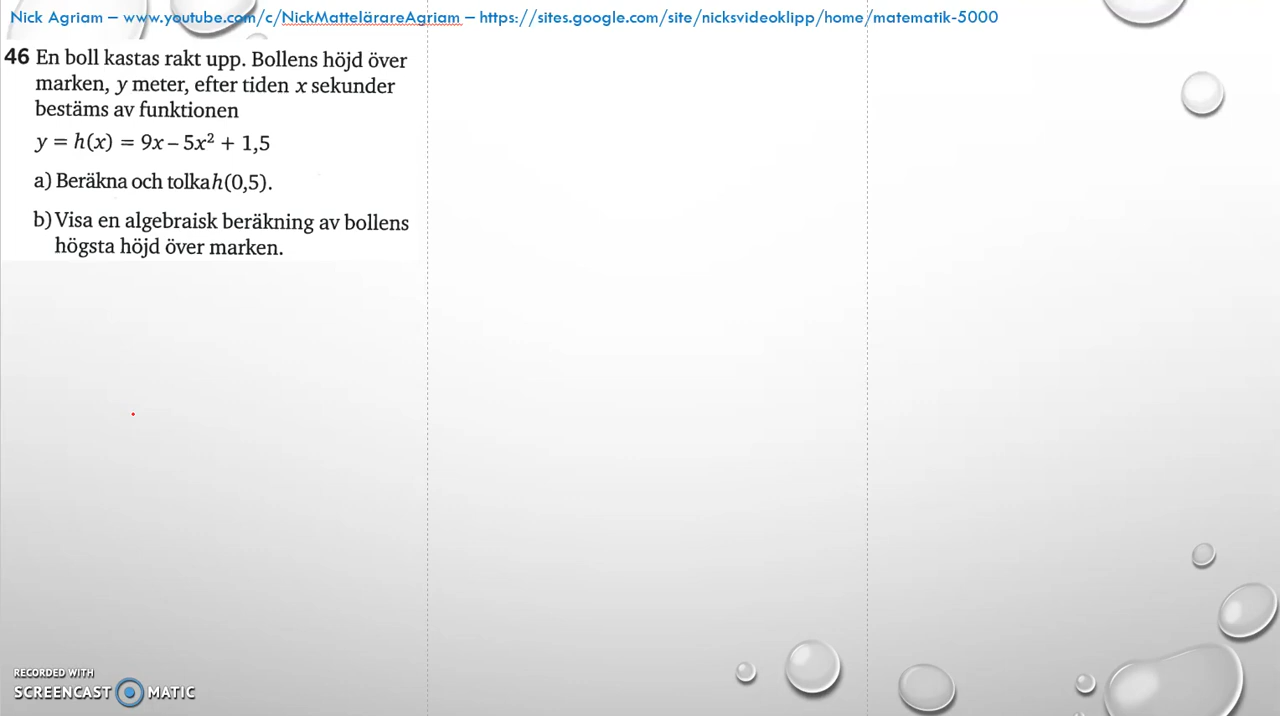 Nick Agriam – www.youtube.com/c/NickMattelärareAgriam – https://sites.google.com/site/nicksvideoklipp/home/matematik-5000
46 En boll kastas rakt upp. Bollens höjd över
marken, y meter, efter tiden x sekunder
bestäms av funktionen
y = h(x) = 9x – 5x² + 1,5
a) Beräkna och tolka h(0,5).
b) Visa en algebraisk beräkning av bollens
högsta höjd över marken.
RECORDED WITH
SCREENCAST MATIC